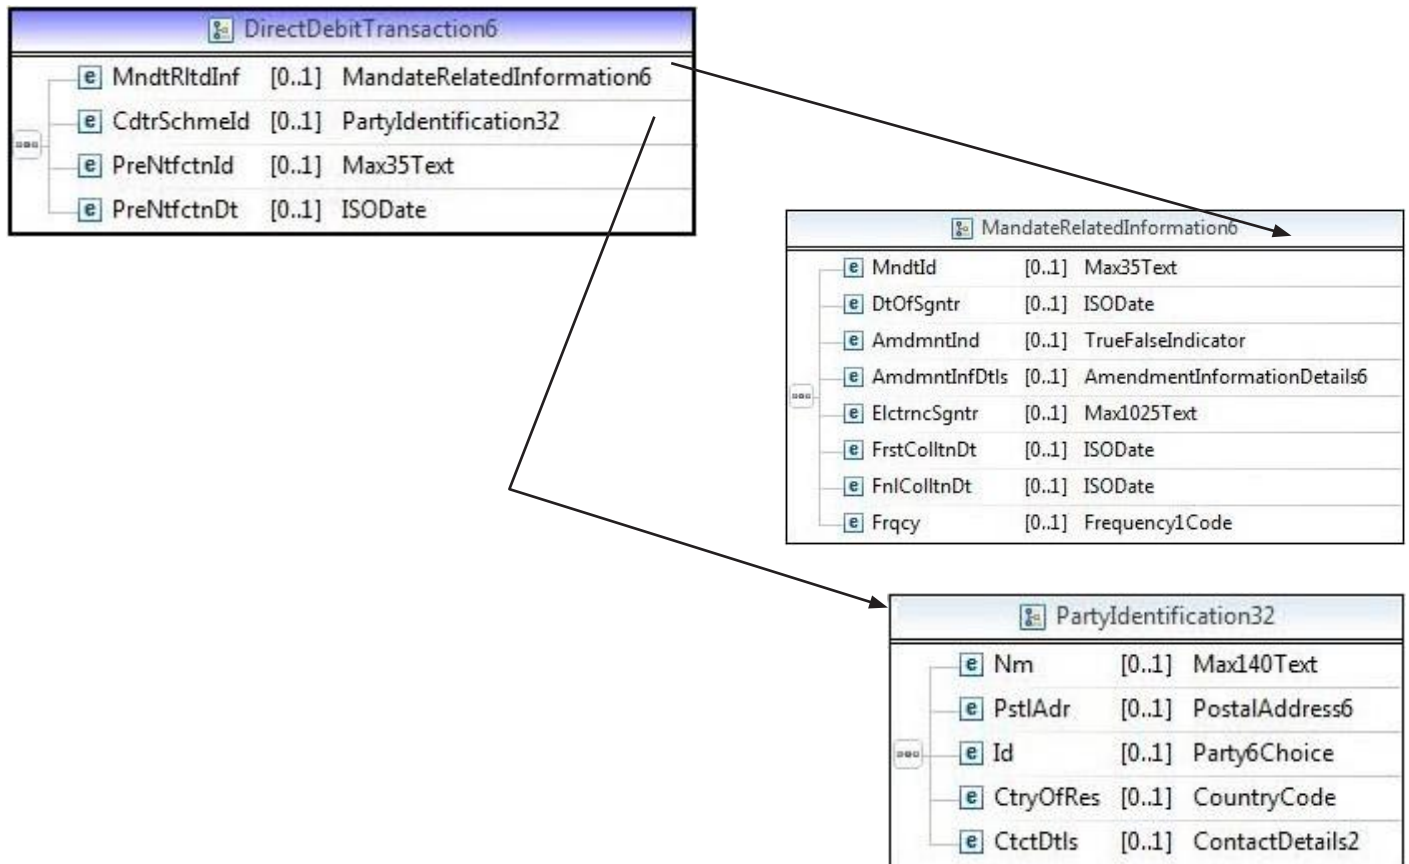 DirectDebitTransaction6
e MndtRltdInf [0..1] MandateRelatedInformation6
e CdtrSchmeId [0..1] PartyIdentification32
e PreNtfctnId [0..1] Max35Text
e PreNtfctnDt [0..1] ISODate
MandateRelatedInformation6
e MndtId [0..1] Max35Text
e DtOfSgntr [0..1] ISODate
e AmdmntInd [0..1] TrueFalseIndicator
e AmdmntInfDtls [0..1] AmendmentInformationDetails6
e ElctrncSgntr [0..1] Max1025Text
e FrstColltnDt [0..1] ISODate
e FnlColltnDt [0..1] ISODate
e Frqcy [0..1] Frequency1Code
PartyIdentification32
e Nm [0..1] Max140Text
e PstlAdr [0..1] PostalAddress6
e Id [0..1] Party6Choice
e CtryOfRes [0..1] CountryCode
e CtctDtls [0..1] ContactDetails2